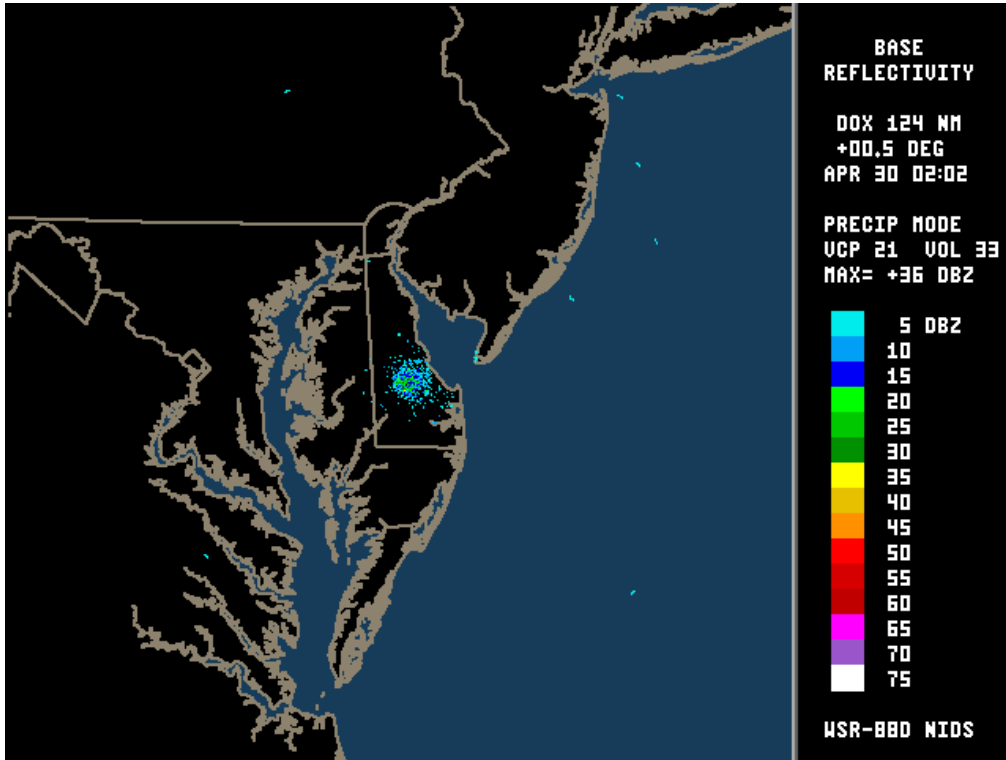 BASE
REFLECTIVITY
DOX 124 NM
+00.5 DEG
APR 30 02:02
PRECIP MODE
VCP 21 VOL 33
MAX= +36 DBZ
5 DBZ
10
15
20
25
30
35
40
45
50
55
60
65
70
75
WSR-88D NIDS